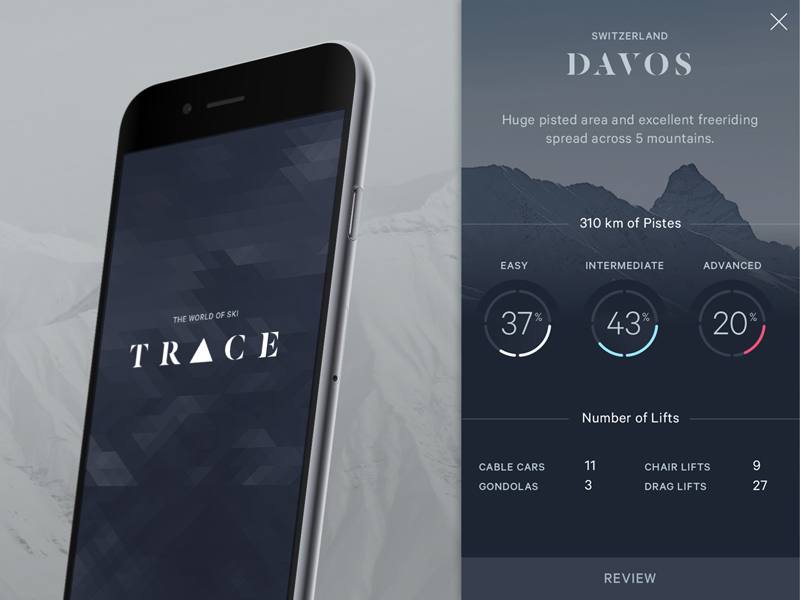 THE WORLD OF SKI
TRACE
SWITZERLAND
DAVOS
Huge pisted area and excellent freeriding
spread across 5 mountains.
310 km of Pistes
EASY INTERMEDIATE ADVANCED
37% 43% 20%
Number of Lifts
CABLE CARS 11 CHAIR LIFTS 9
GONDOLAS 3 DRAG LIFTS 27
REVIEW